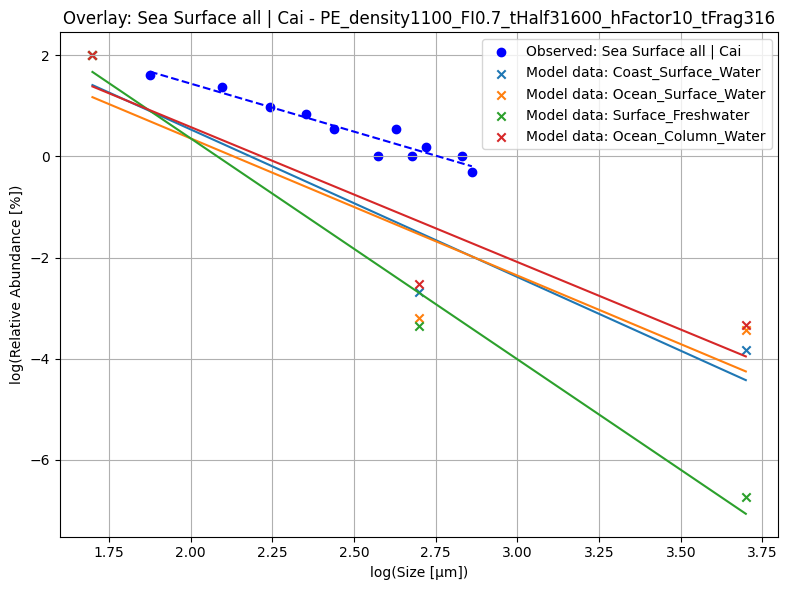 Overlay: Sea Surface all | Cai - PE_density1100_FI0.7_tHalf31600_hFactor10_tFrag316
Observed: Sea Surface all | Cai
Model data: Coast_Surface_Water
Model data: Ocean_Surface_Water
Model data: Surface_Freshwater
Model data: Ocean_Column_Water
log(Relative Abundance [%])
2
0
−2
−4
−6
1.75 2.00 2.25 2.50 2.75 3.00 3.25 3.50 3.75
log(Size [μm])